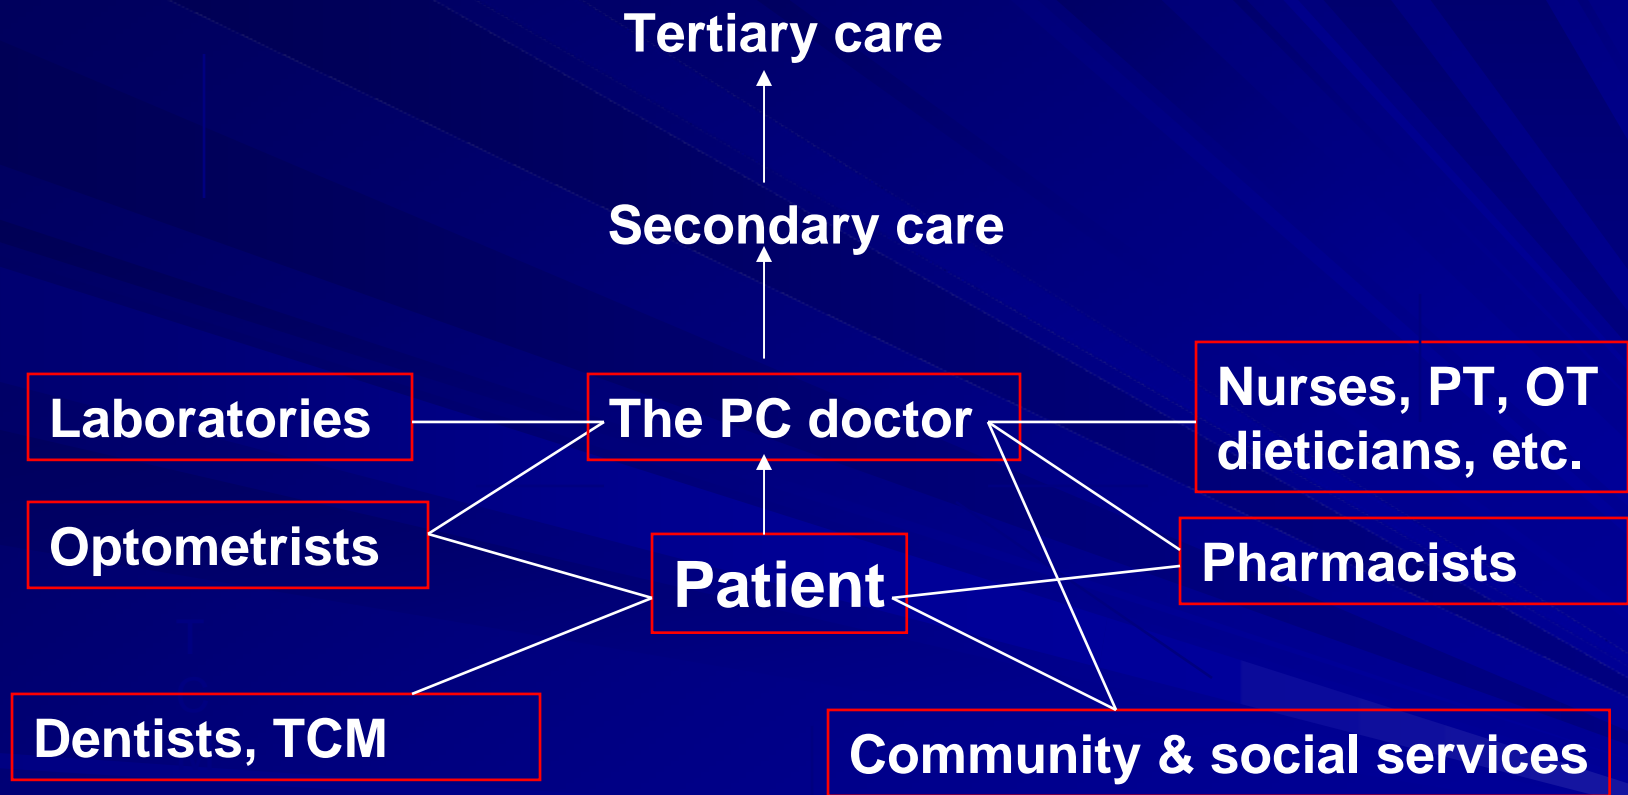 Tertiary care
Secondary care
Laboratories
The PC doctor
Nurses, PT, OT
dieticians, etc.
Optometrists
Patient
Pharmacists
Dentists, TCM
Community & social services